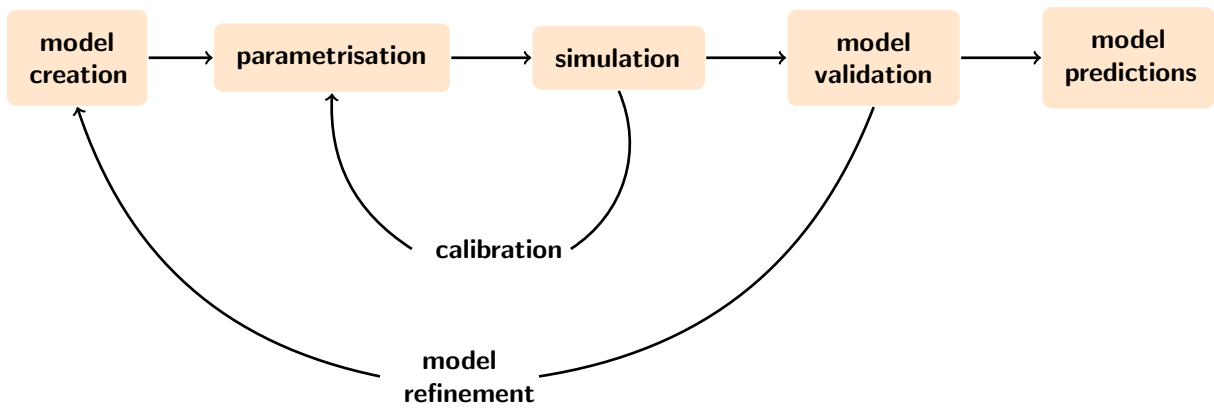 model
creation
parametrisation
simulation
model
validation
model
predictions
calibration
model
refinement